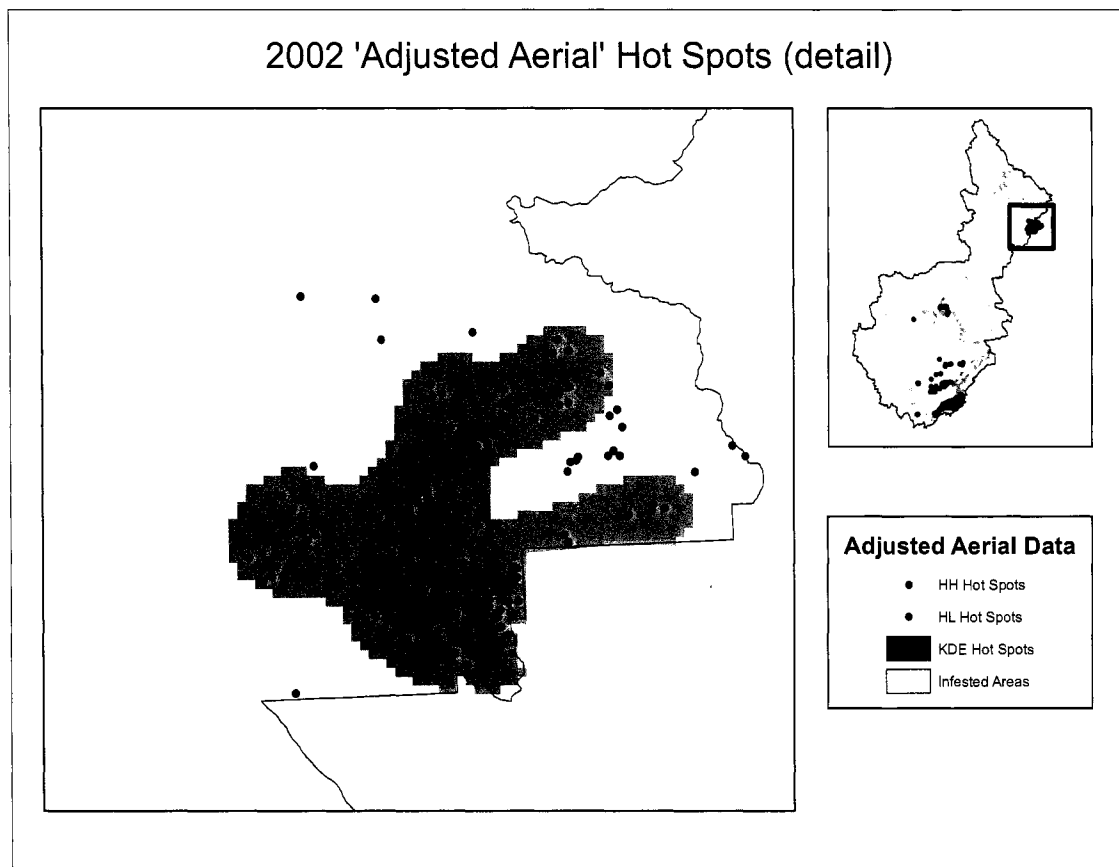 2002 'Adjusted Aerial' Hot Spots (detail)
Adjusted Aerial Data
HH Hot Spots
HL Hot Spots
KDE Hot Spots
Infested Areas